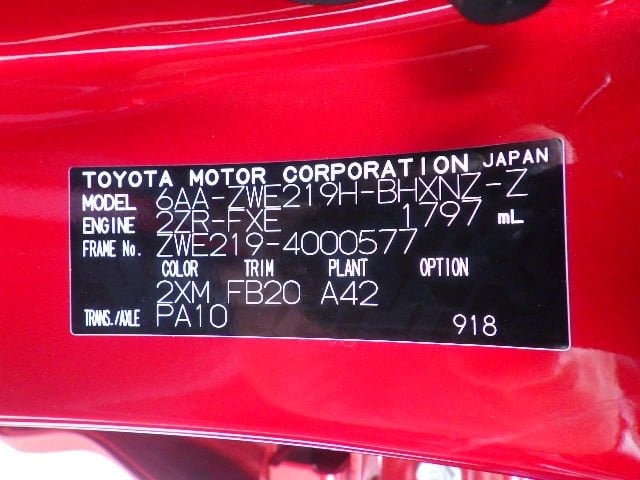 TOYOTA MOTOR CORPORATION JAPAN
MODEL 6AA-ZWE219H-BHXNZ-Z
ENGINE 2ZR-FXE 1797 mL
FRAME No. ZWE219-4000577
COLOR TRIM PLANT OPTION
2XM FB20 A42
TRANS./AXLE PA10 918